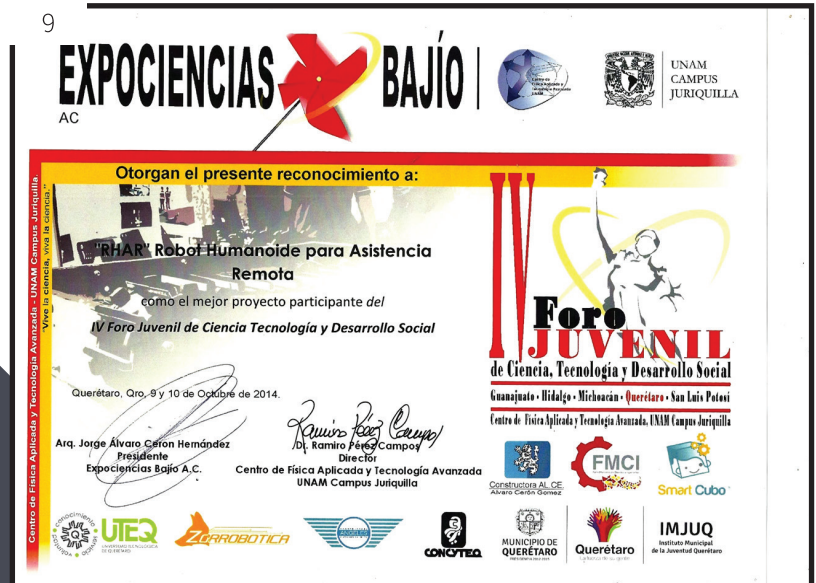 9
EXPOCIENCIAS BAJÍO
AC
UNAM
CAMPUS
JURIQUILLA
Otorgan el presente reconocimiento a:
Centro de Física Aplicada y Tecnología Avanzada - UNAM Campus Juriquilla.
"Vive la ciencia, viva la ciencia."
"RHAR" Robot Humanoide para Asistencia
Remota
como el mejor proyecto participante del
IV Foro Juvenil de Ciencia Tecnología y Desarrollo Social
Querétaro, Qro, 9 y 10 de Octubre de 2014.
Arq. Jorge Álvaro Cerón Hernández
Presidente
Expociencias Bajío A.C.
Ramiro Pérez Campos
Dr. Ramiro Pérez Campos
Director
Centro de Física Aplicada y Tecnología Avanzada
UNAM Campus Juriquilla
IV Foro
JUVENIL
de Ciencia, Tecnología y Desarrollo Social
Guanajuato - Hidalgo - Michoacán - Querétaro - San Luis Potosí
Centro de Física Aplicada y Tecnología Avanzada, UNAM Campus Juriquilla
Constructora AL.CE.
Alvaro Cerón Gomez
FMCI
Smart Cubo
conocimiento
UTEQ
ZORROBOTICA
CONCYTEQ
MUNICIPIO DE
QUERÉTARO
Querétaro
IMJUQ
Instituto Municipal
de la Juventud Querétaro